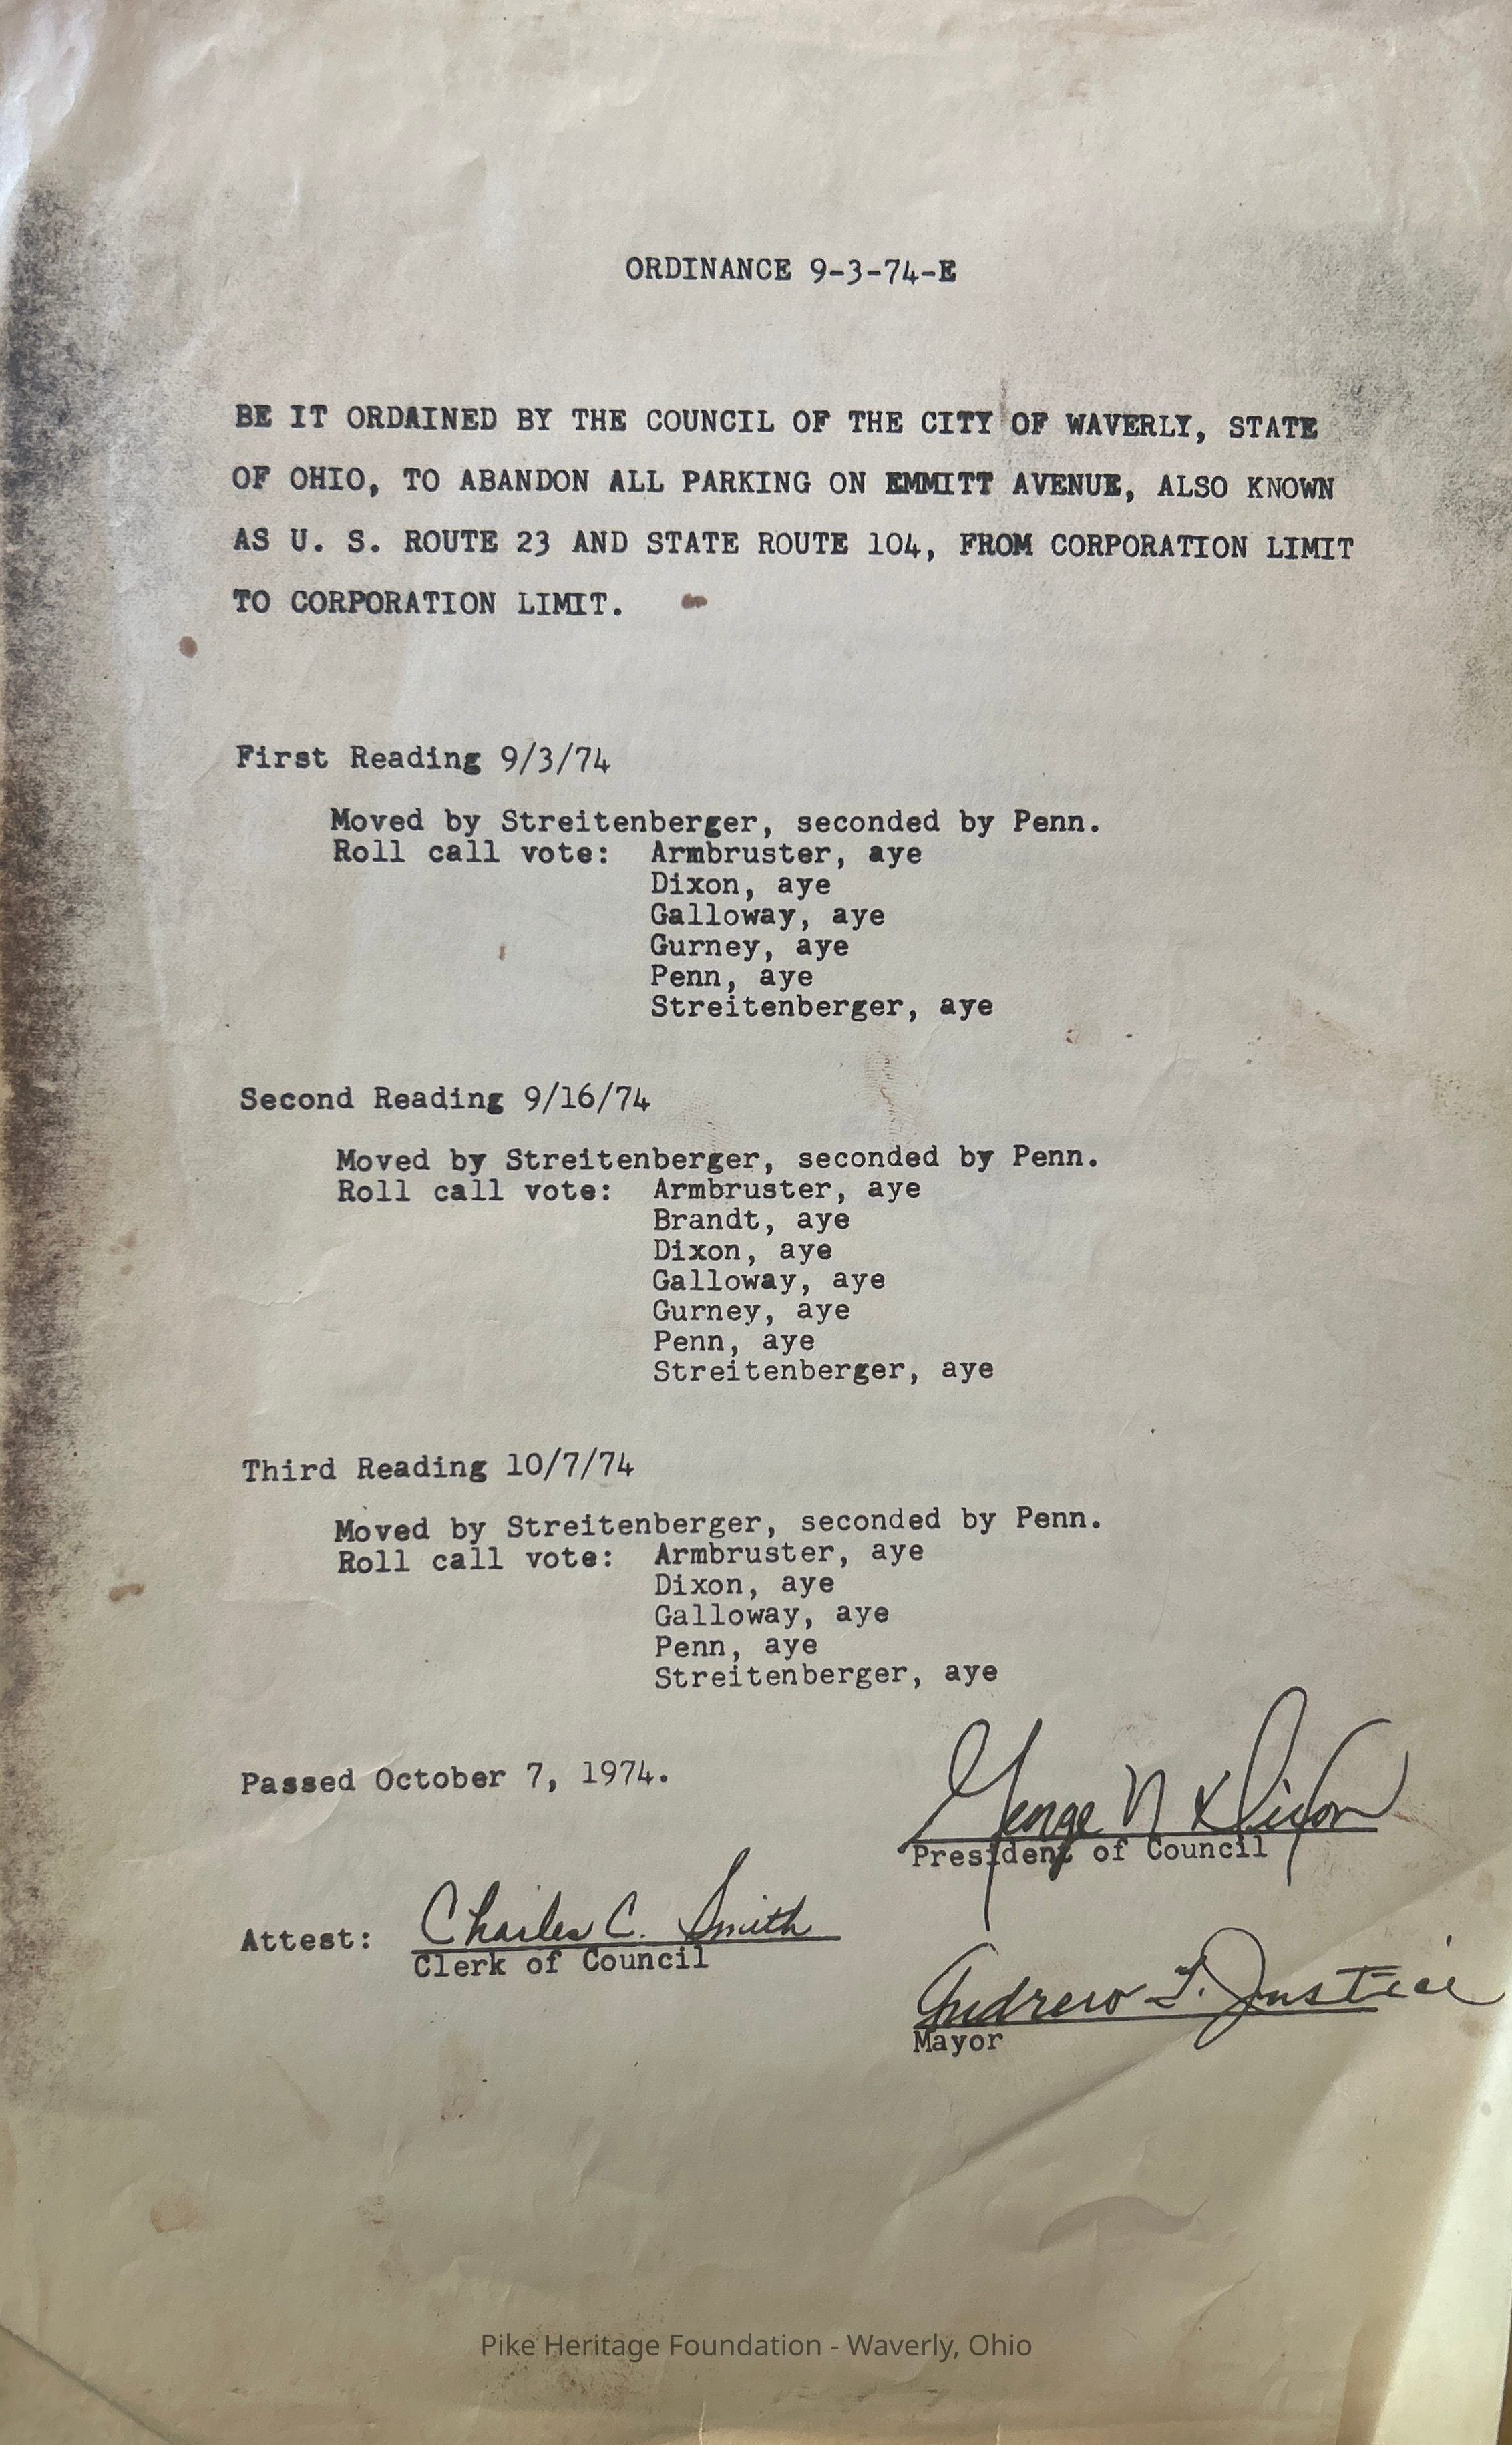 ORDINANCE 9-3-74-E
BE IT ORDAINED BY THE COUNCIL OF THE CITY OF WAVERLY, STATE
OF OHIO, TO ABANDON ALL PARKING ON EMMITT AVENUE, ALSO KNOWN
AS U. S. ROUTE 23 AND STATE ROUTE 104, FROM CORPORATION LIMIT
TO CORPORATION LIMIT.
First Reading 9/3/74
Moved by Streitenberger, seconded by Penn.
Roll call vote: Armbruster, aye
Dixon, aye
Galloway, aye
Gurney, aye
Penn, aye
Streitenberger, aye
Second Reading 9/16/74
Moved by Streitenberger, seconded by Penn.
Roll call vote: Armbruster, aye
Brandt, aye
Dixon, aye
Galloway, aye
Gurney, aye
Penn, aye
Streitenberger, aye
Third Reading 10/7/74
Moved by Streitenberger, seconded by Penn.
Roll call vote: Armbruster, aye
Dixon, aye
Galloway, aye
Penn, aye
Streitenberger, aye
Passed October 7, 1974.
George N Dixon
President of Council
Attest: Charles C. Smith
Clerk of Council
Andrew L. Justice
Mayor
Pike Heritage Foundation - Waverly, Ohio